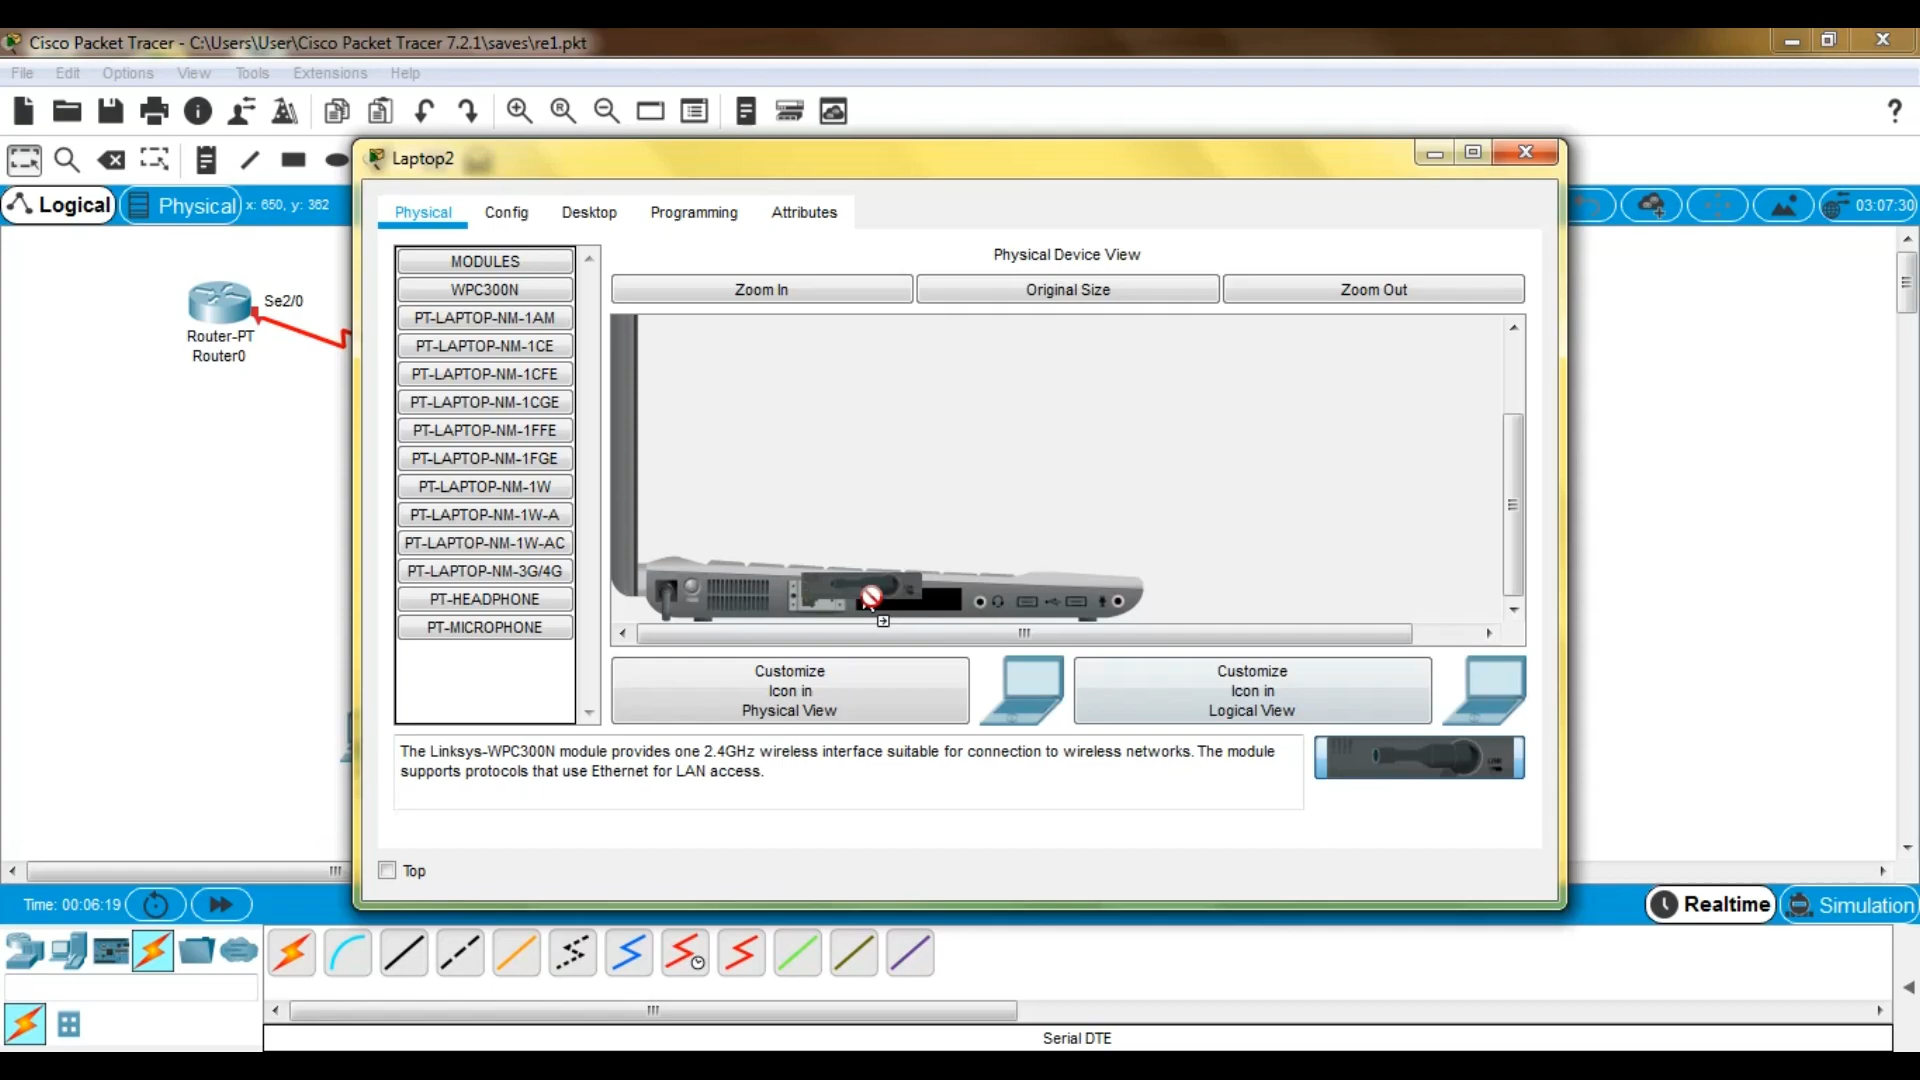 Cisco Packet Tracer - C:\Users\User\Cisco Packet Tracer 7.2.1\saves\re1.pkt
File Edit Options View Tools Extensions Help
?
Laptop2
Logical Physical x: 650, y: 362
03:07:30
Physical Config Desktop Programming Attributes
MODULES
WPC300N
PT-LAPTOP-NM-1AM
PT-LAPTOP-NM-1CE
PT-LAPTOP-NM-1CFE
PT-LAPTOP-NM-1CGE
PT-LAPTOP-NM-1FFE
PT-LAPTOP-NM-1FGE
PT-LAPTOP-NM-1W
PT-LAPTOP-NM-1W-A
PT-LAPTOP-NM-1W-AC
PT-LAPTOP-NM-3G/4G
PT-HEADPHONE
PT-MICROPHONE
Physical Device View
Zoom In Original Size Zoom Out
Se2/0
Router-PT
Router0
Customize
Icon in
Physical View
Customize
Icon in
Logical View
The Linksys-WPC300N module provides one 2.4GHz wireless interface suitable for connection to wireless networks. The module
supports protocols that use Ethernet for LAN access.
Top
Time: 00:06:19
Realtime Simulation
Serial DTE